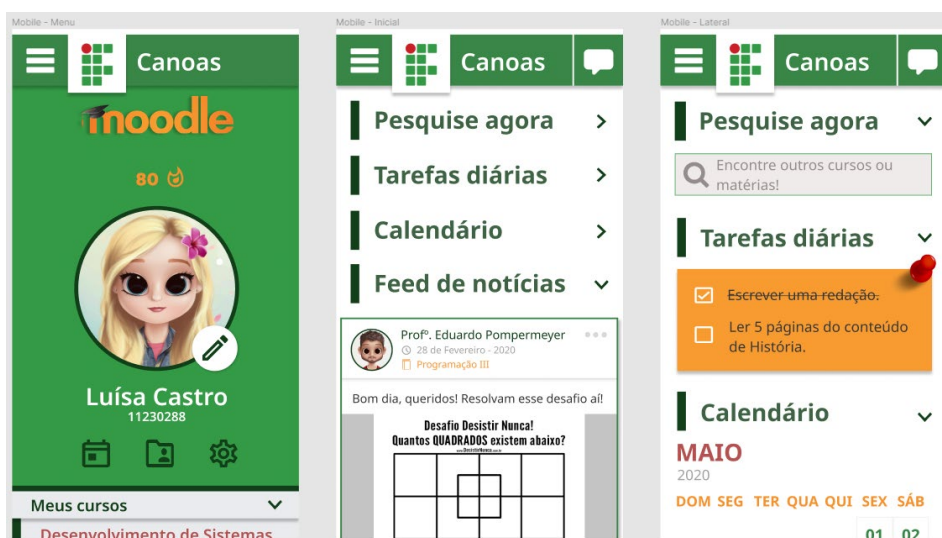 Mobile - Menu
Canoas
moodle
80
Luísa Castro
11230288
Meus cursos
Desenvolvimento de Sistemas
Mobile - Inicial
Canoas
Pesquise agora
Tarefas diárias
Calendário
Feed de notícias
Profº. Eduardo Pompermeyer
28 de Fevereiro - 2020
Programação III
Bom dia, queridos! Resolvam esse desafio aí!
Desafio Desistir Nunca!
Quantos QUADRADOS existem abaixo?
www.DesistirNunca.com.br
Mobile - Lateral
Canoas
Pesquise agora
Encontre outros cursos ou
matérias!
Tarefas diárias
Escrever uma redação.
Ler 5 páginas do conteúdo
de História.
Calendário
MAIO
2020
DOM SEG TER QUA QUI SEX SÁB
01 02